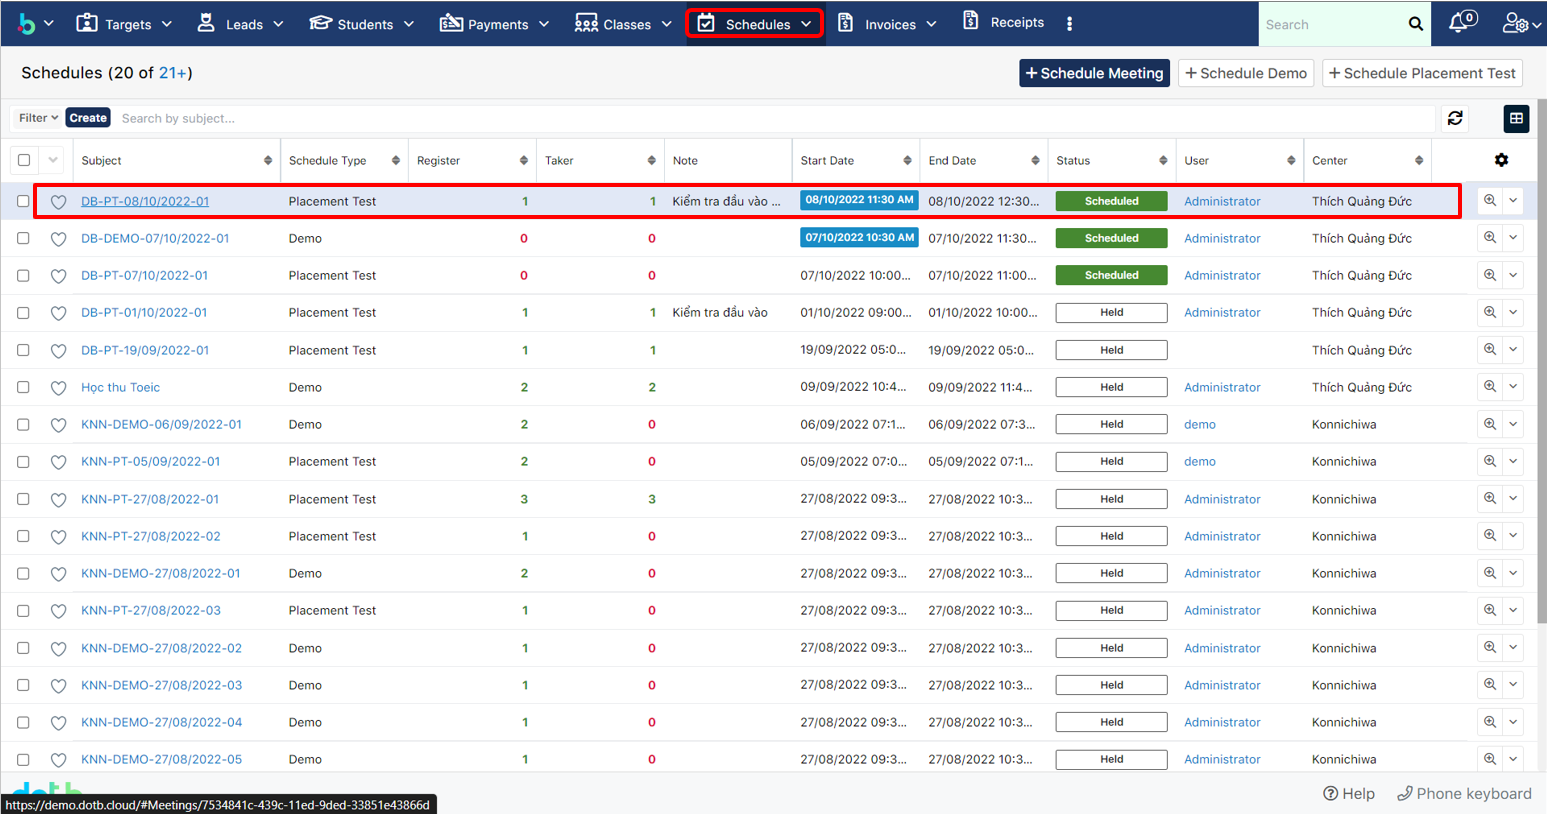 Targets Leads Students Payments Classes Schedules Invoices Receipts Search 0
Schedules (20 of 21+) + Schedule Meeting + Schedule Demo + Schedule Placement Test
Filter Create Search by subject...
Subject Schedule Type Register Taker Note Start Date End Date Status User Center
DB-PT-08/10/2022-01 Placement Test 1 1 Kiểm tra đầu vào ... 08/10/2022 11:30 AM 08/10/2022 12:30... Scheduled Administrator Thích Quảng Đức
DB-DEMO-07/10/2022-01 Demo 0 0 07/10/2022 10:30 AM 07/10/2022 11:30... Scheduled Administrator Thích Quảng Đức
DB-PT-07/10/2022-01 Placement Test 0 0 07/10/2022 10:00... 07/10/2022 11:00... Scheduled Administrator Thích Quảng Đức
DB-PT-01/10/2022-01 Placement Test 1 1 Kiểm tra đầu vào 01/10/2022 09:00... 01/10/2022 10:00... Held Administrator Thích Quảng Đức
DB-PT-19/09/2022-01 Placement Test 1 1 19/09/2022 05:0... 19/09/2022 05:0... Held Thích Quảng Đức
Học thu Toeic Demo 2 2 09/09/2022 10:4... 09/09/2022 11:4... Held Administrator Thích Quảng Đức
KNN-DEMO-06/09/2022-01 Demo 2 0 06/09/2022 07:1... 06/09/2022 07:3... Held demo Konnichiwa
KNN-PT-05/09/2022-01 Placement Test 2 0 05/09/2022 07:0... 05/09/2022 07:1... Held demo Konnichiwa
KNN-PT-27/08/2022-01 Placement Test 3 3 27/08/2022 09:3... 27/08/2022 10:3... Held Administrator Konnichiwa
KNN-PT-27/08/2022-02 Placement Test 1 0 27/08/2022 09:3... 27/08/2022 10:3... Held Administrator Konnichiwa
KNN-DEMO-27/08/2022-01 Demo 2 0 27/08/2022 09:3... 27/08/2022 10:3... Held Administrator Konnichiwa
KNN-PT-27/08/2022-03 Placement Test 1 0 27/08/2022 09:3... 27/08/2022 10:3... Held Administrator Konnichiwa
KNN-DEMO-27/08/2022-02 Demo 1 0 27/08/2022 09:3... 27/08/2022 10:3... Held Administrator Konnichiwa
KNN-DEMO-27/08/2022-03 Demo 1 0 27/08/2022 09:3... 27/08/2022 10:3... Held Administrator Konnichiwa
KNN-DEMO-27/08/2022-04 Demo 1 0 27/08/2022 09:3... 27/08/2022 10:3... Held Administrator Konnichiwa
KNN-DEMO-27/08/2022-05 Demo 1 0 27/08/2022 09:3... 27/08/2022 10:3... Held Administrator Konnichiwa
Help Phone keyboard
https://demo.dotb.cloud/#Meetings/7534841c-439c-11ed-9ded-33851e43866d